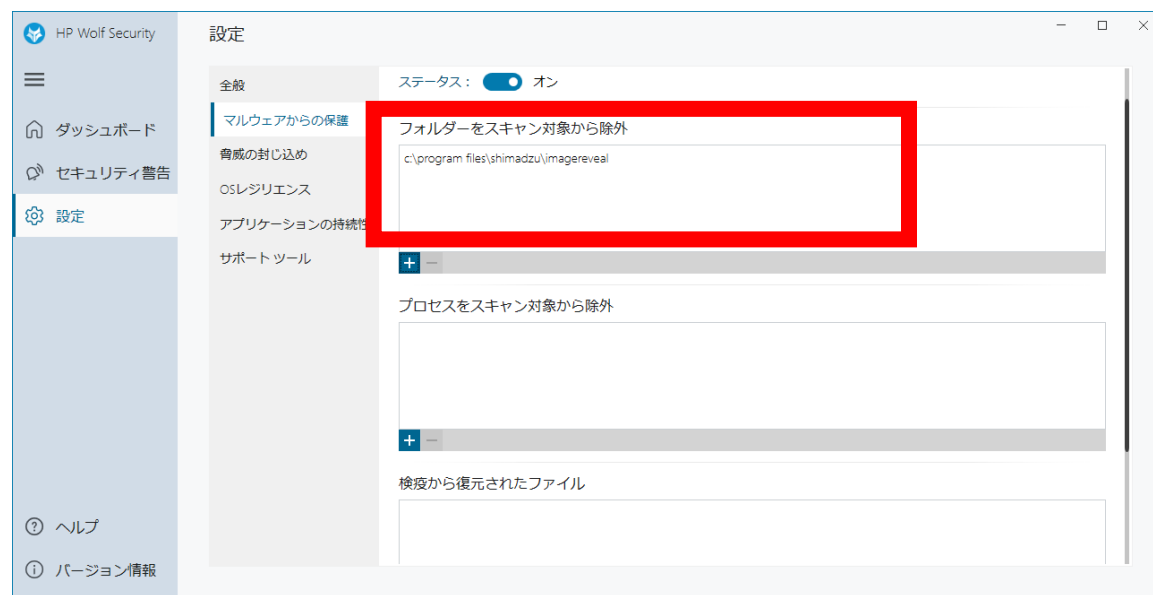 HP Wolf Security
設定
ダッシュボード
セキュリティ警告
設定
ヘルプ
バージョン情報
全般
マルウェアからの保護
脅威の封じ込め
OSレジリエンス
アプリケーションの持続性
サポート ツール
ステータス： オン
フォルダーをスキャン対象から除外
c:\program files\shimadzu\imagereveal
プロセスをスキャン対象から除外
検疫から復元されたファイル